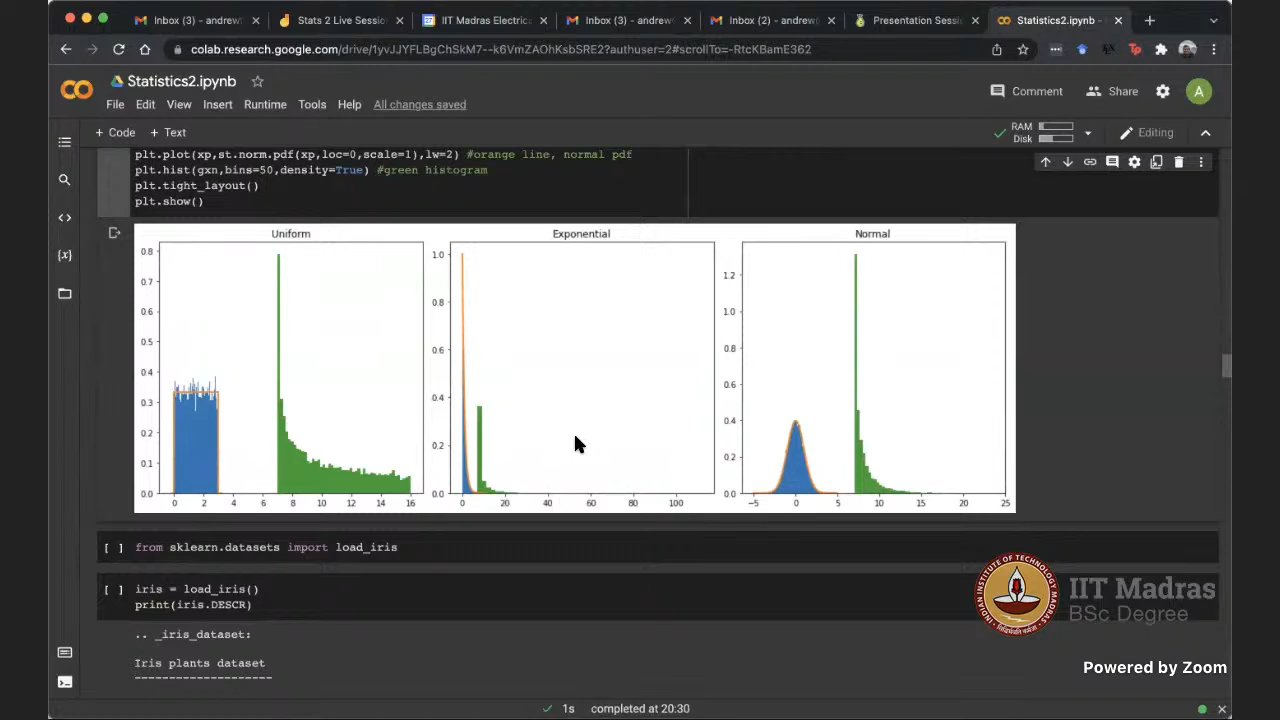 Inbox (3) - andrew
Stats 2 Live Sessio
IIT Madras Electric
Inbox (3) - andrew
Inbox (2) - andrew
Presentation Sessi
Statistics2.ipynb -
colab.research.google.com/drive/1yvJJYFLBgChSkM7--k6VmZAOhKsbSRE2?authuser=2#scrollTo=-RtcKBamE362
Statistics2.ipynb
Comment
Share
A
File Edit View Insert Runtime Tools Help All changes saved
+ Code + Text
RAM
Disk
Editing
plt.plot(xp,st.norm.pdf(xp,loc=0,scale=1),lw=2) #orange line, normal pdf
plt.hist(gxn,bins=50,density=True) #green histogram
plt.tight_layout()
plt.show()
Uniform
0.8
0.7
0.6
0.5
0.4
0.3
0.2
0.1
0.0
0 2 4 6 8 10 12 14 16
Exponential
1.0
0.8
0.6
0.4
0.2
0.0
0 20 40 60 80 100
Normal
1.2
1.0
0.8
0.6
0.4
0.2
0.0
−5 0 5 10 15 20 25
[ ] from sklearn.datasets import load_iris
[ ] iris = load_iris()
print(iris.DESCR)
.. _iris_dataset:
Iris plants dataset
--------------------
IIT Madras
BSc Degree
Powered by Zoom
1s completed at 20:30